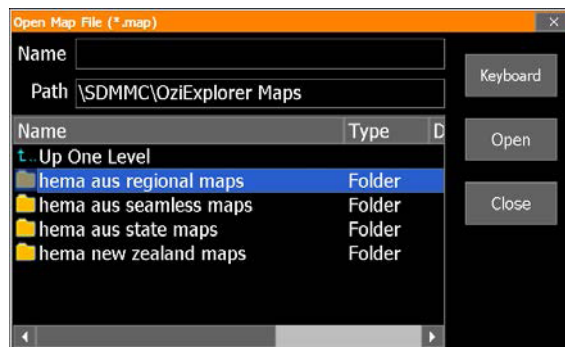 Open Map File (*.map)
Name
Keyboard
Path \SDMMC\OziExplorer Maps
Name Type D
Open
t..Up One Level
hema aus regional maps Folder
hema aus seamless maps Folder
Close
hema aus state maps Folder
hema new zealand maps Folder